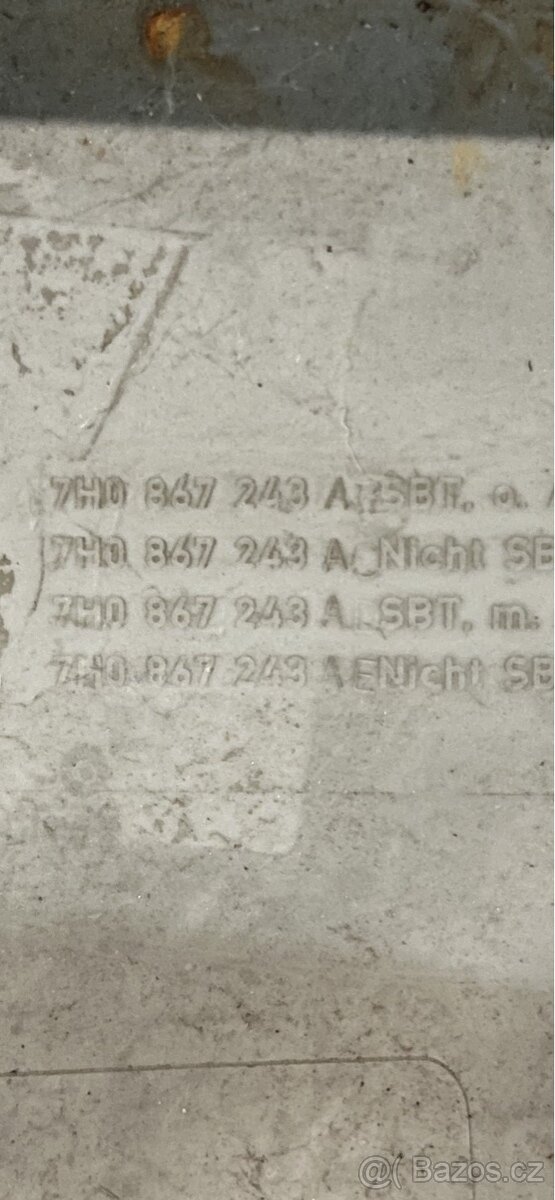 7H0 867 243 A SBT. o.
7H0 867 243 A Nicht SB
7H0 867 243 A SBT. m.
7H0 867 243 AE Nicht SB
@( Bazos.cz